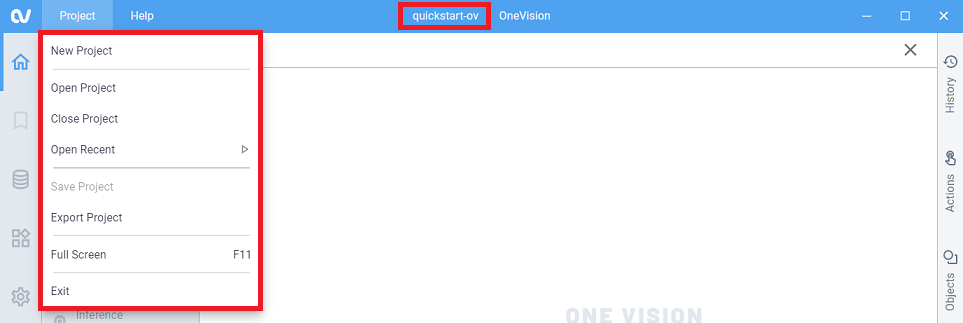 Project Help quickstart-ov OneVision
New Project
Open Project
Close Project
Open Recent
Save Project
Export Project
Full Screen F11
Exit
Inference
History
Actions
Objects
ONE VISION